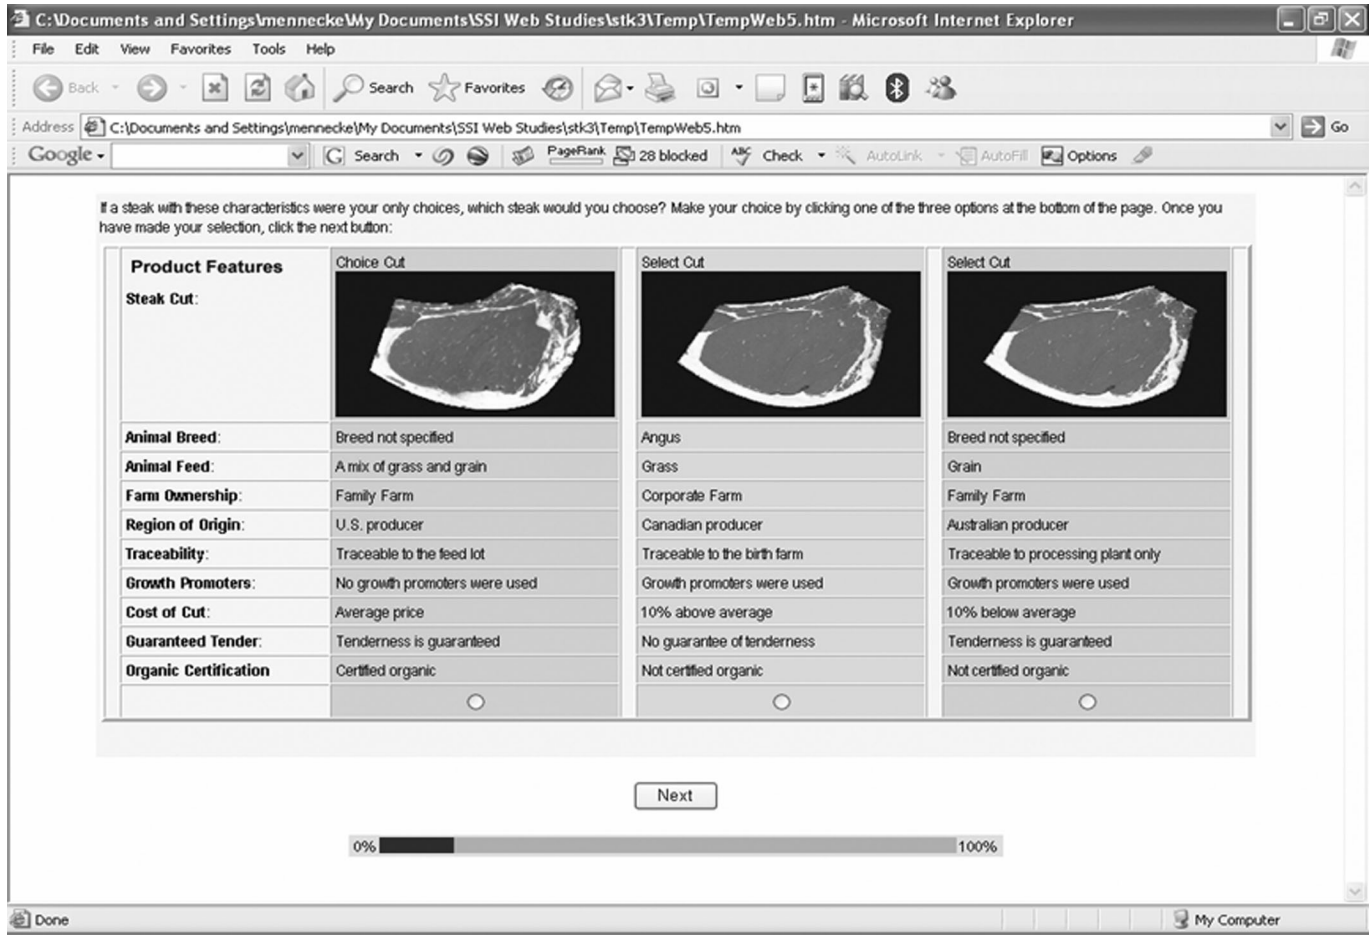 C:\Documents and Settings\mennecke\My Documents\SSI Web Studies\stk3\Temp\TempWeb5.htm - Microsoft Internet Explorer
File Edit View Favorites Tools Help
Back Search Favorites
Address C:\Documents and Settings\mennecke\My Documents\SSI Web Studies\stk3\Temp\TempWeb5.htm Go
Google G Search PageRank 28 blocked ABC Check AutoLink AutoFill Options
If a steak with these characteristics were your only choices, which steak would you choose? Make your choice by clicking one of the three options at the bottom of the page. Once you
have made your selection, click the next button:
Product Features Choice Cut Select Cut Select Cut
Steak Cut:
Animal Breed: Breed not specified Angus Breed not specified
Animal Feed: A mix of grass and grain Grass Grain
Farm Ownership: Family Farm Corporate Farm Family Farm
Region of Origin: U.S. producer Canadian producer Australian producer
Traceability: Traceable to the feed lot Traceable to the birth farm Traceable to processing plant only
Growth Promoters: No growth promoters were used Growth promoters were used Growth promoters were used
Cost of Cut: Average price 10% above average 10% below average
Guaranteed Tender: Tenderness is guaranteed No guarantee of tenderness Tenderness is guaranteed
Organic Certification Certified organic Not certified organic Not certified organic
Next
0% 100%
Done My Computer